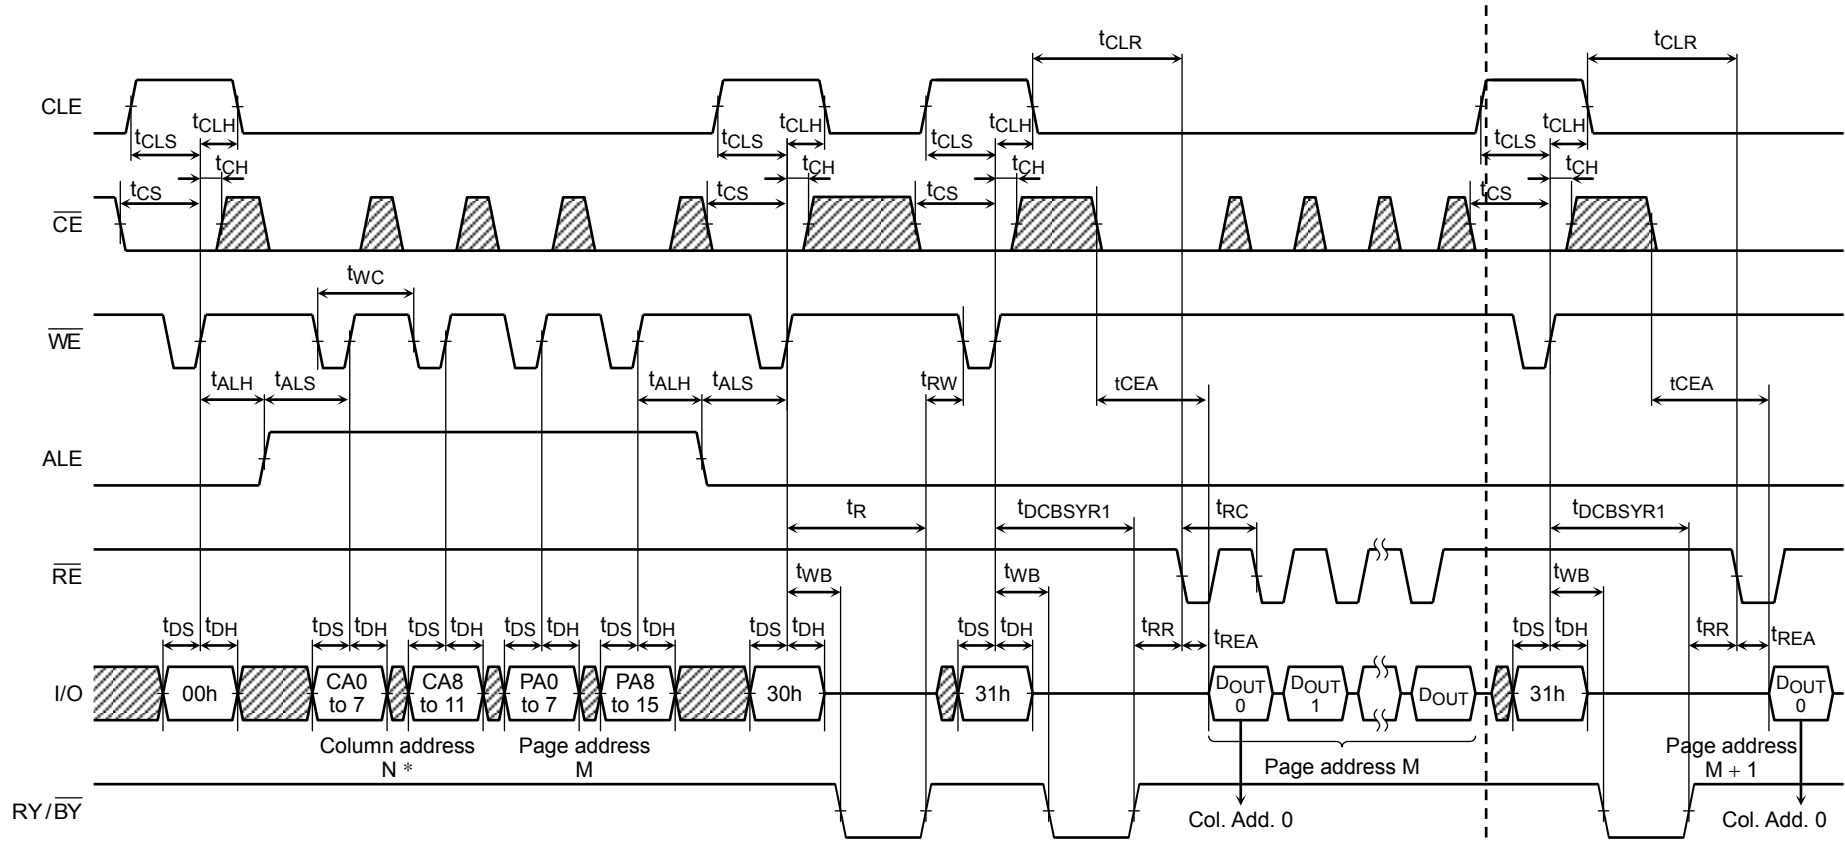 tCLR tCLR
CLE
tCLH tCLH tCLH tCLH
tCLS tCLS tCLS tCLS
tCH tCH tCH tCH
tCS tCS tCS tCS
CE
tWC
WE
tALH tALS tALH tALS tRW tCEA tCEA
ALE
tR tDCBSYR1 tRC tDCBSYR1
RE
tWB tWB tWB
tDS tDH tDS tDH tDS tDH tDS tDH tDS tDH tDS tDH tDS tDH tRR tREA tDS tDH tRR tREA
I/O 00h CA0 to 7 CA8 to 11 PA0 to 7 PA8 to 15 30h 31h DOUT 0 DOUT 1 DOUT 31h DOUT 0
Column address N * Page address M Page address M Page address M + 1
RY/BY
Col. Add. 0 Col. Add. 0